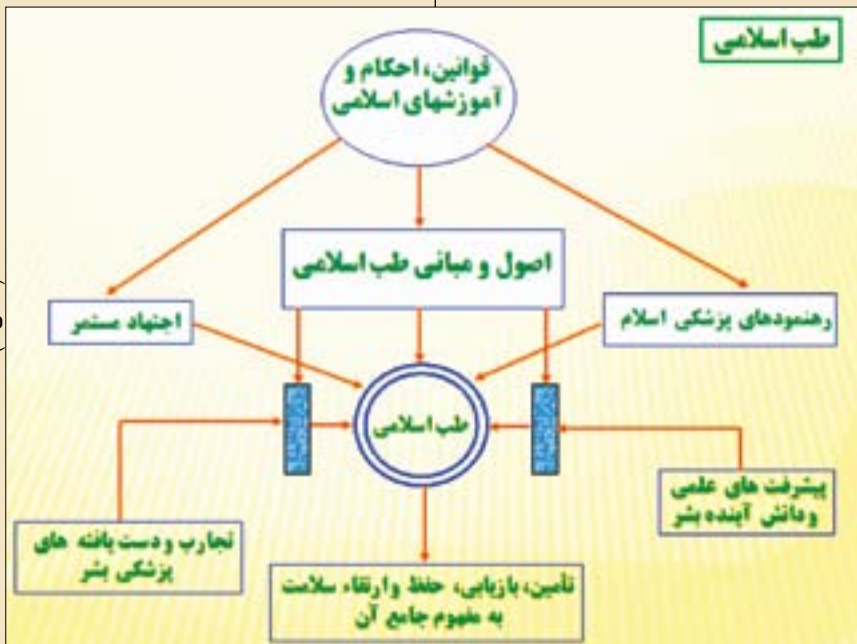 طب اسلامی
قوانین، احکام و
آموزشهای اسلامی
اصول و مبانی طب اسلامی
رهنمودهای پزشکی اسلام
اجتهاد مستمر
طب اسلامی
پیشرفت های علمی
و دانش آینده بشر
تجارب و دست یافته های
پزشکی بشر
تأمین، بازیابی، حفظ و ارتقاء سلامت
به مفهوم جامع آن